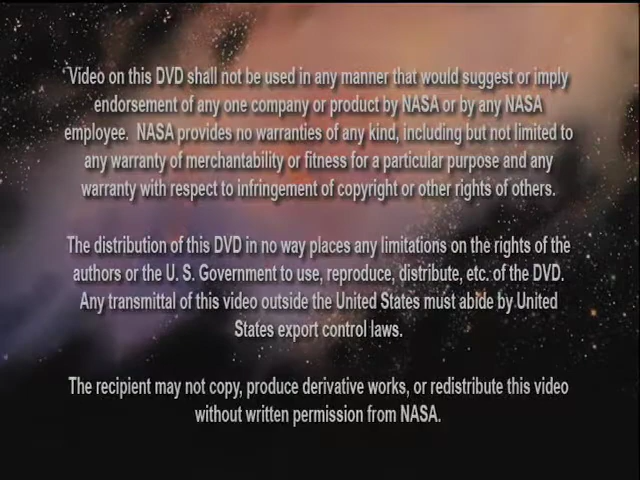 Video on this DVD shall not be used in any manner that would suggest or imply
endorsement of any one company or product by NASA or by any NASA
employee. NASA provides no warranties of any kind, including but not limited to
any warranty of merchantability or fitness for a particular purpose and any
warranty with respect to infringement of copyright or other rights of others.
The distribution of this DVD in no way places any limitations on the rights of the
authors or the U. S. Government to use, reproduce, distribute, etc. of the DVD.
Any transmittal of this video outside the United States must abide by United
States export control laws.
The recipient may not copy, produce derivative works, or redistribute this video
without written permission from NASA.